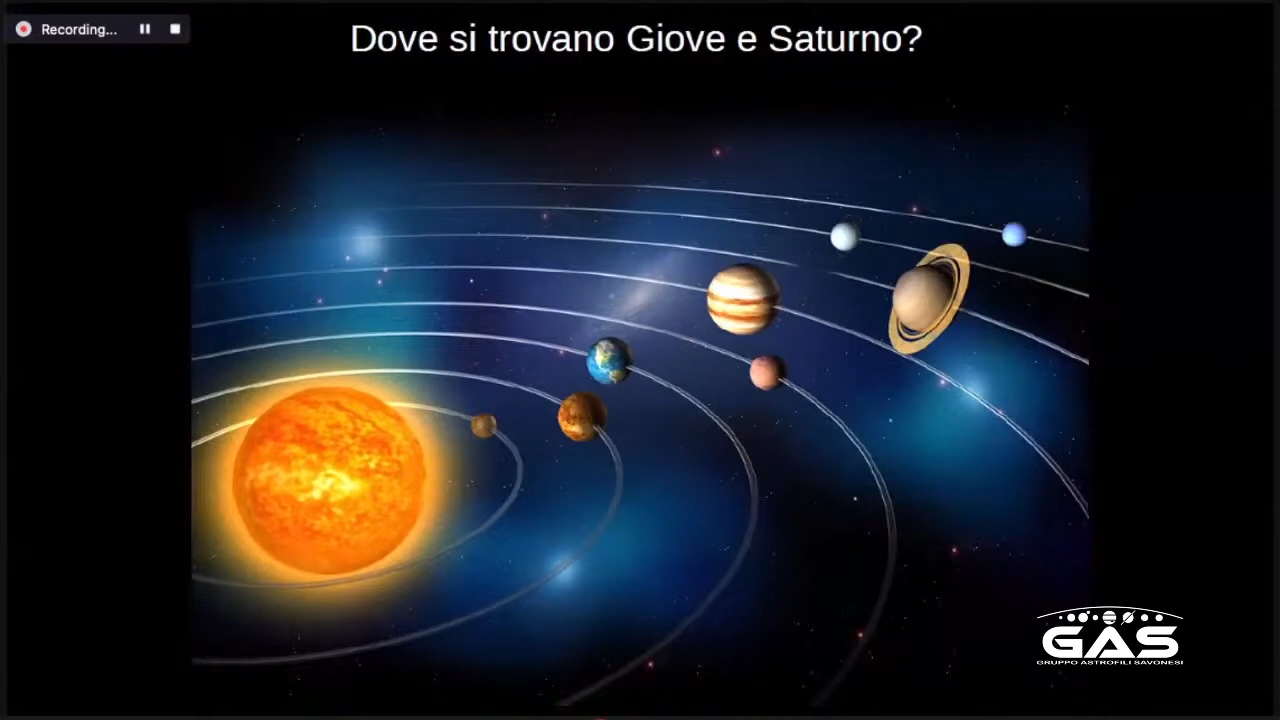 Recording...
Dove si trovano Giove e Saturno?
GAS
GRUPPO ASTROFILI SAVONESI